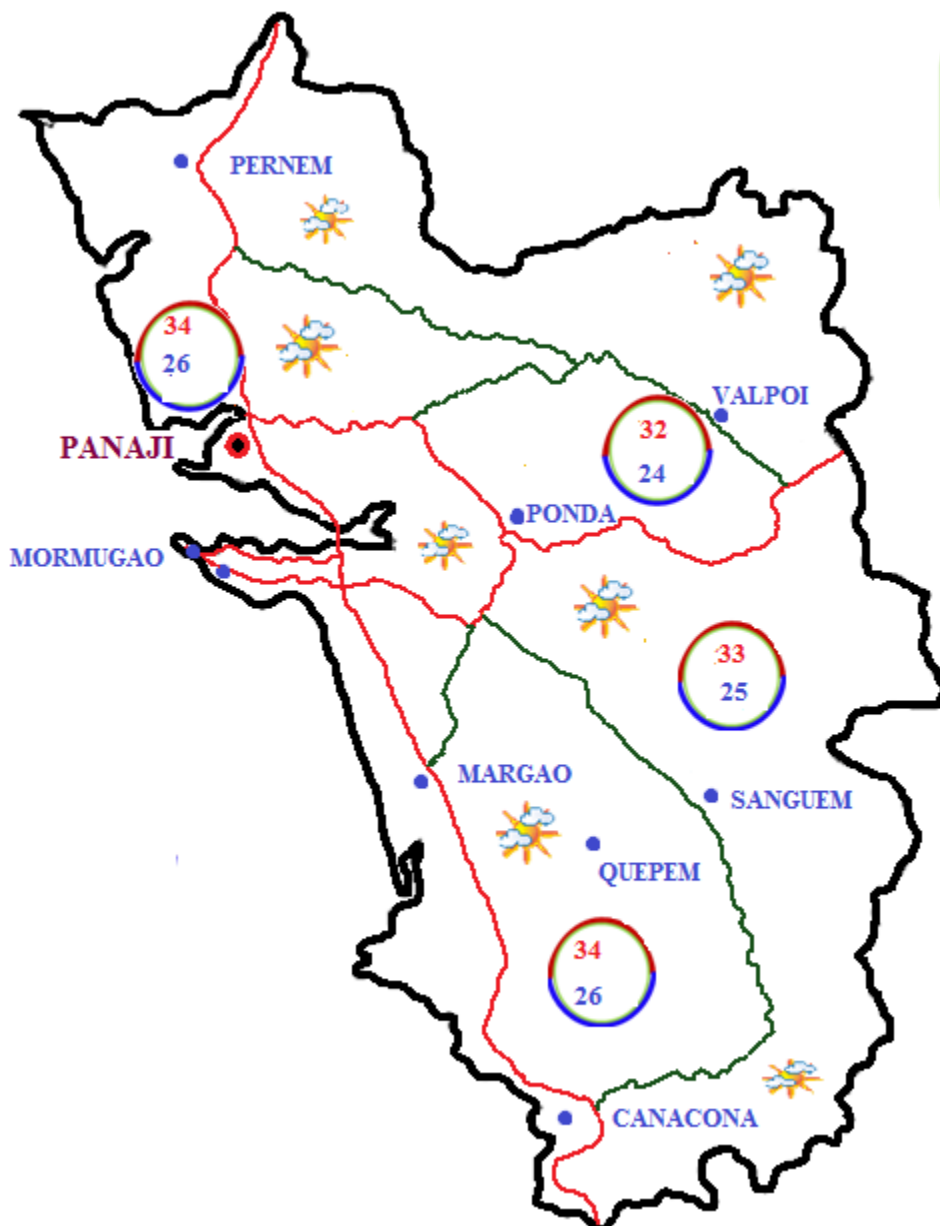 PERNEM
34
26
VALPOI
32
24
PANAJI
PONDA
MORMUGAO
33
25
MARGAO
SANGUEM
QUEPEM
34
26
CANACONA